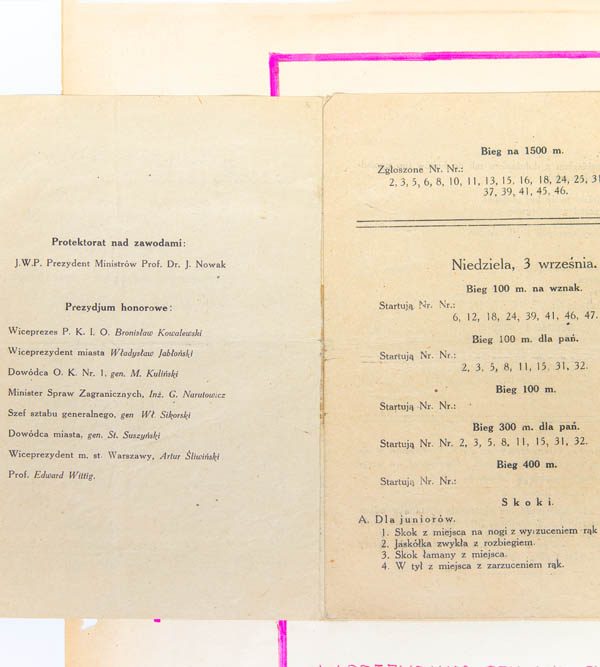 Protektorat nad zawodami:
J.W.P. Prezydent Ministrów Prof. Dr. J. Nowak
Prezydjum honorowe:
Wiceprezes P. K. I. O. Bronisław Kowalewski
Wiceprezydent miasta Władysław Jabłoński
Dowódca O. K. Nr. 1, gen. M. Kuliński
Minister Spraw Zagranicznych, Inż. G. Narutowicz
Szef sztabu generalnego, gen Wł. Sikorski
Dowódca miasta, gen. St. Suszyński
Wiceprezydent m. st. Warszawy, Artur Śliwiński
Prof. Edward Wittig.
Bieg na 1500 m.
Zgłoszone Nr. Nr.:
2, 3, 5, 6, 8, 10, 11, 13, 15, 16, 18, 24, 25, 31
37, 39, 41, 45, 46.
Niedziela, 3 września.
Bieg 100 m. na wznak.
Startują Nr. Nr.:
6, 12, 18, 24, 39, 41, 46, 47.
Bieg 100 m. dla pań.
Startują Nr. Nr.:
2, 3, 5, 8, 11, 15, 31, 32.
Bieg 100 m.
Startują Nr. Nr.:
Bieg 300 m. dla pań.
Startują Nr. Nr. 2, 3, 5, 8, 11, 15, 31, 32.
Bieg 400 m.
Startują Nr. Nr.:
Skoki.
A. Dla juniorów.
1. Skok z miejsca na nogi z wyrzuceniem rąk
2. Jaskółka zwykła z rozbiegiem.
3. Skok łamany z miejsca.
4. W tył z miejsca z zarzuceniem rąk.